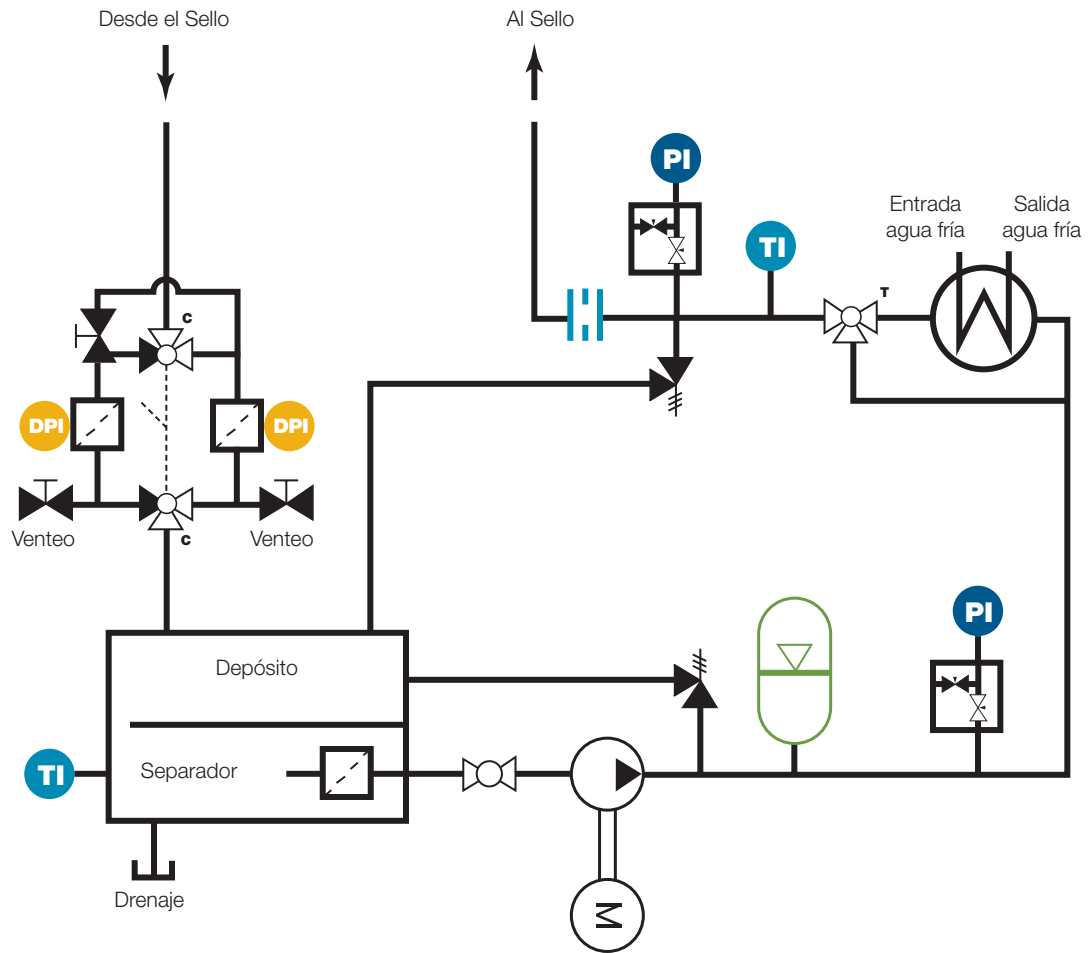 Desde el Sello
Al Sello
PI
Entrada
agua fría
Salida
agua fría
TI
T
C
DPI
DPI
Venteo
C
Venteo
PI
Depósito
TI
Separador
Drenaje
M